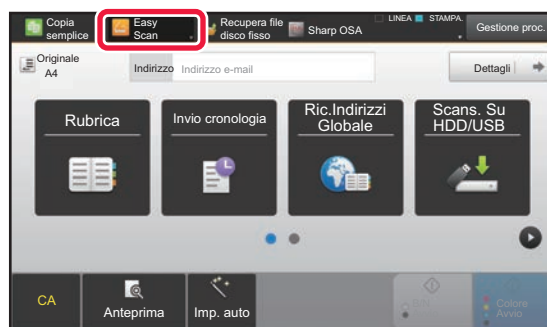 Copia
semplice
Easy
Scan
Recupera file
disco fisso
Sharp OSA
LINEA
STAMPA.
Gestione proc.
Originale
A4
Indirizzo
Indirizzo e-mail
Dettagli
Rubrica
Invio cronologia
Ric.Indirizzi
Globale
Scans. Su
HDD/USB
CA
Anteprima
Imp. auto
Colore
Avvio